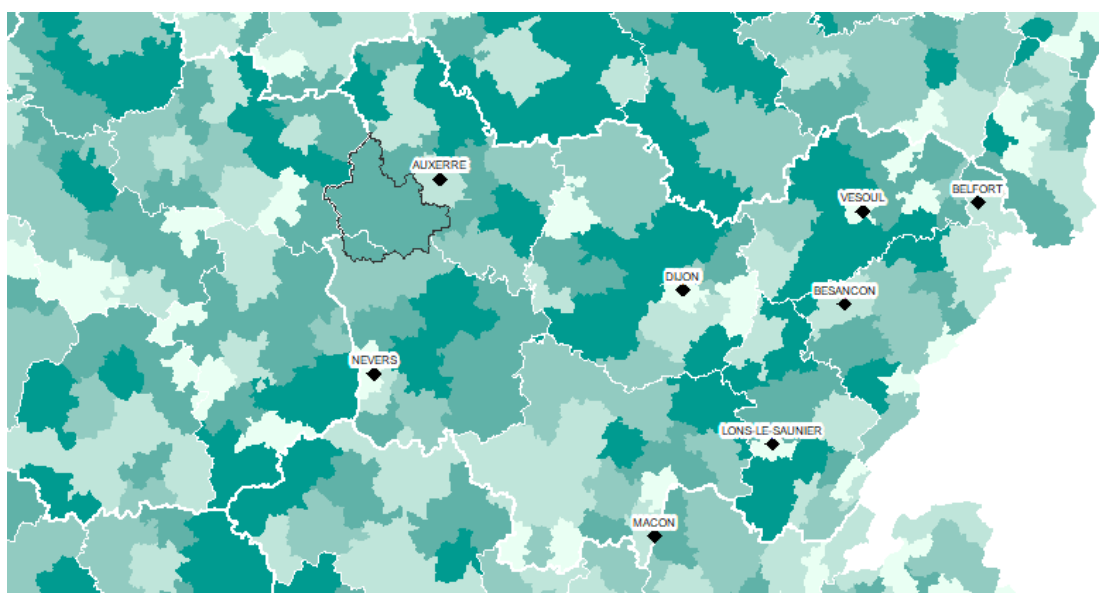 AUXERRE
BELFORT
VESOUL
DIJON
BESANCON
NEVERS
LONS-LE-SAUNIER
MACON